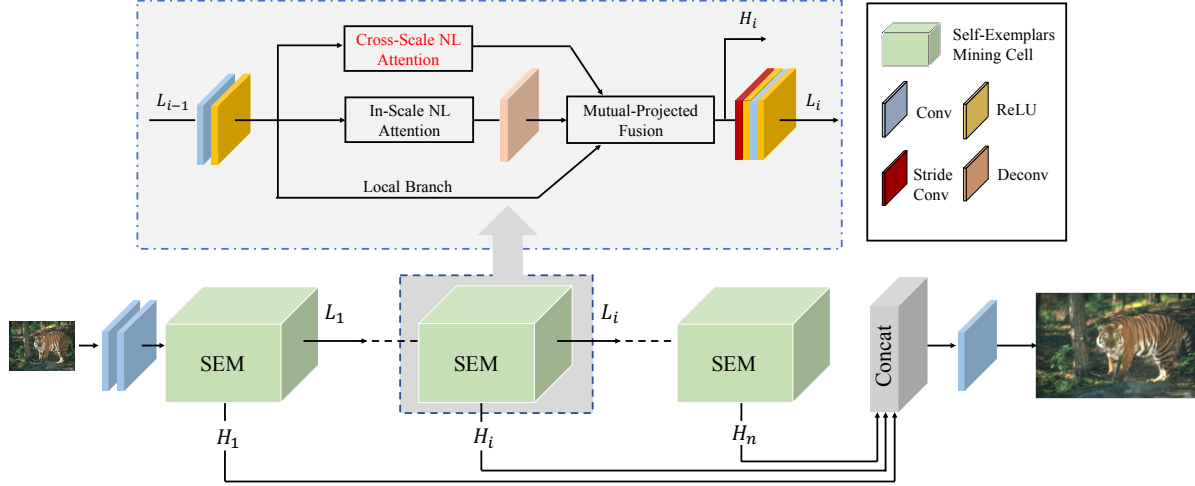 Cross-Scale NL
Attention
H_i
L_{i-1}
In-Scale NL
Attention
Mutual-Projected
Fusion
L_i
Local Branch
Self-Exemplars
Mining Cell
Conv
ReLU
Stride
Conv
Deconv
L_1
L_i
SEM
SEM
SEM
Concat
H_1
H_i
H_n